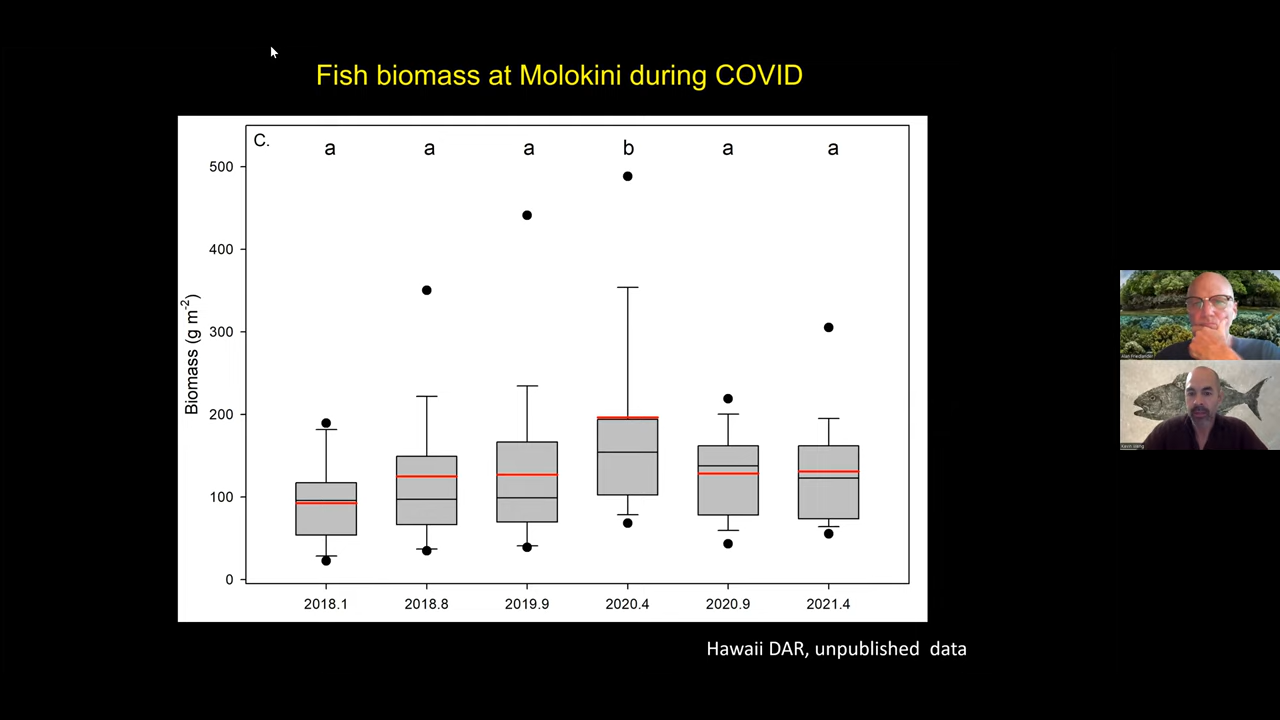 Fish biomass at Molokini during COVID
C.
a a a b a a
500
400
300
200
100
0
Biomass (g m-2)
2018.1 2018.8 2019.9 2020.4 2020.9 2021.4
Hawaii DAR, unpublished data